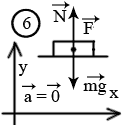 6 N⃗
F⃗
y
a⃗ = 0⃗ mg⃗ x